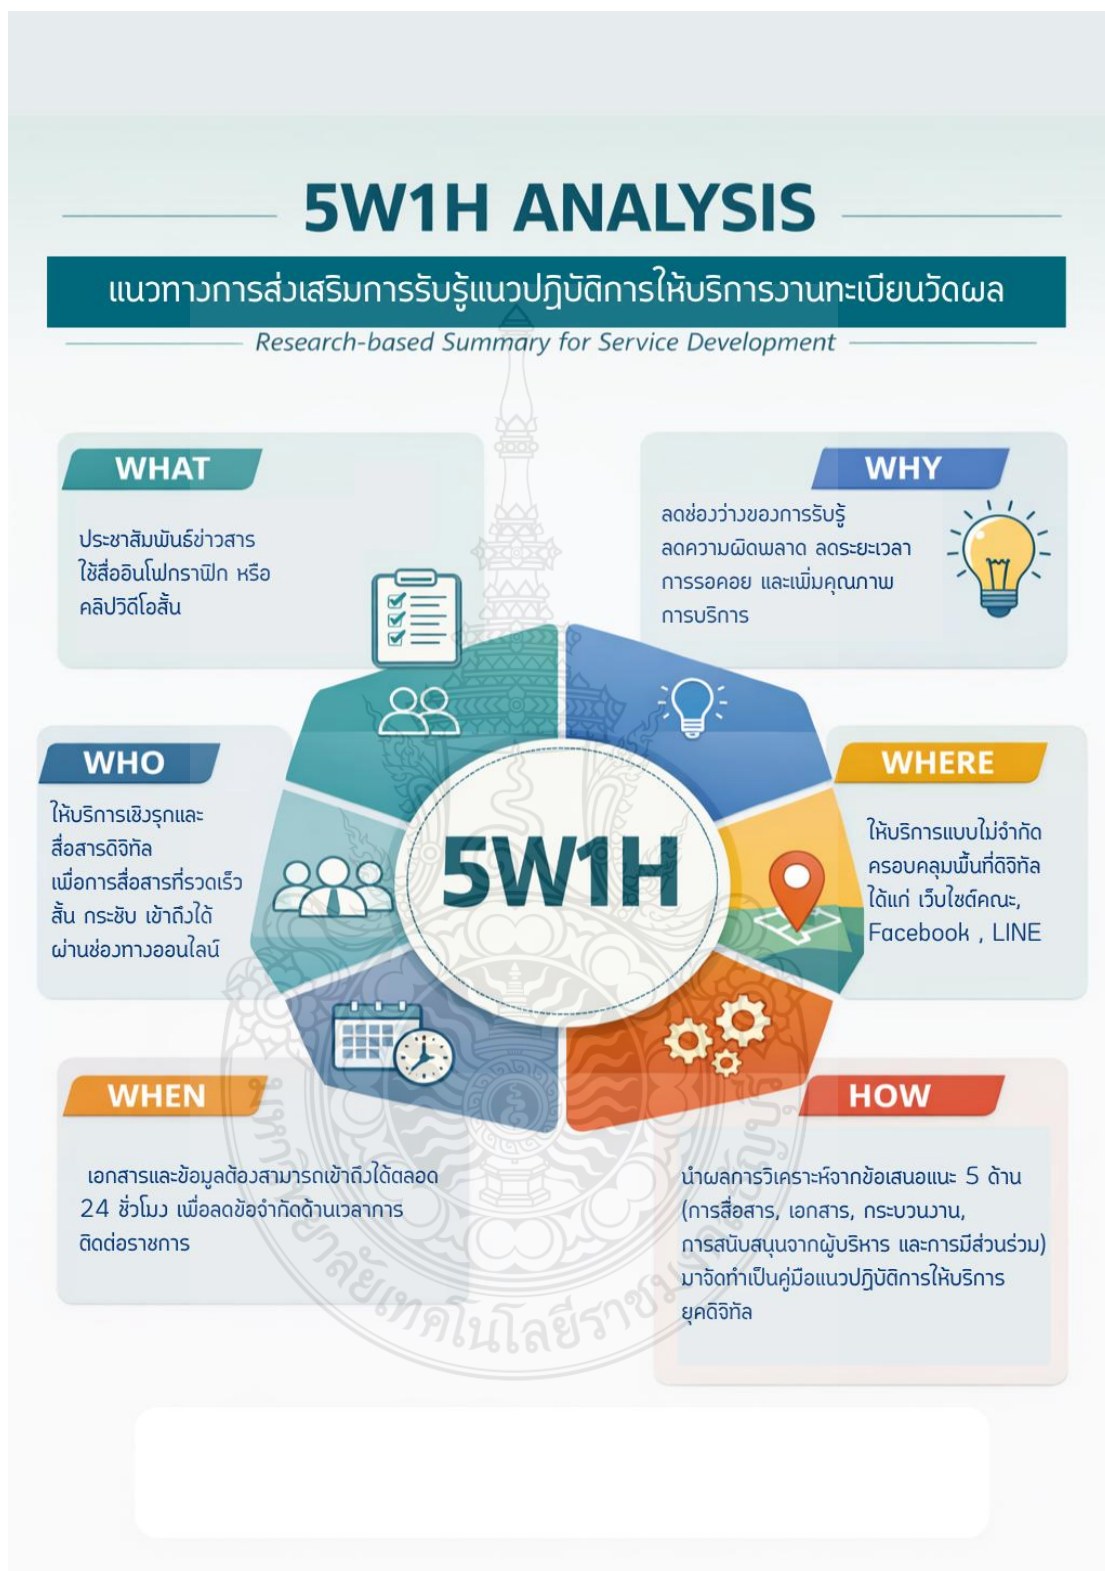 5W1H ANALYSIS
แนวทางการส่งเสริมการรับรู้แนวปฏิบัติการให้บริการงานทะเบียนวัดผล
Research-based Summary for Service Development
WHAT
ประชาสัมพันธ์ข่าวสาร
ใช้สื่ออินโฟกราฟิก หรือ
คลิปวิดีโอสั้น
WHY
ลดช่องว่างของการรับรู้
ลดความผิดพลาด ลดระยะเวลา
การรอคอย และเพิ่มคุณภาพ
การบริการ
WHO
ให้บริการเชิงรุกและ
สื่อสารดิจิทัล
เพื่อการสื่อสารที่รวดเร็ว
สั้น กระชับ เข้าถึงได้
ผ่านช่องทางออนไลน์
5W1H
WHERE
ให้บริการแบบไม่จำกัด
ครอบคลุมพื้นที่ดิจิทัล
ได้แก่ เว็บไซต์คณะ,
Facebook , LINE
WHEN
เอกสารและข้อมูลต้องสามารถเข้าถึงได้ตลอด
24 ชั่วโมง เพื่อลดข้อจำกัดด้านเวลาการ
ติดต่อราชการ
HOW
นำผลการวิเคราะห์จากข้อเสนอแนะ 5 ด้าน
(การสื่อสาร, เอกสาร, กระบวนงาน,
การสนับสนุนจากผู้บริหาร และการมีส่วนร่วม)
มาจัดทำเป็นคู่มือแนวปฏิบัติการให้บริการ
ยุคดิจิทัล